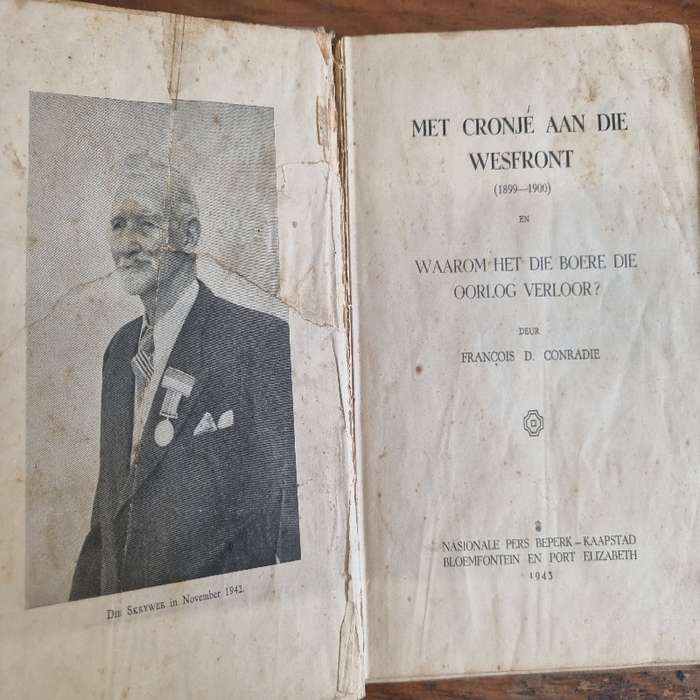 Die Skrywer in November 1942.
MET CRONJÉ AAN DIE
WESFRONT
(1899—1900)
EN
WAAROM HET DIE BOERE DIE
OORLOG VERLOOR?
DEUR
FRANÇOIS D. CONRADIE
NASIONALE PERS BEPERK—KAAPSTAD
BLOEMFONTEIN EN PORT ELIZABETH
1943